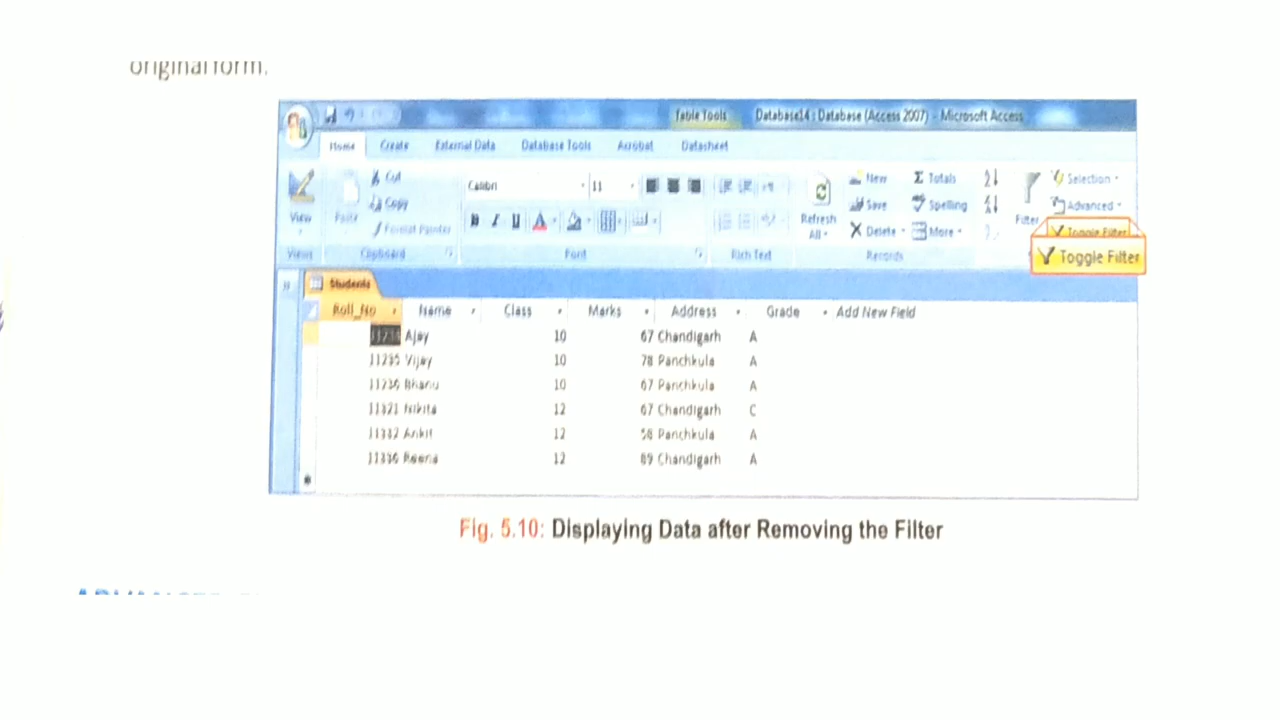 original form.
Table Tools Database14 : Database (Access 2007) - Microsoft Access
Home Create External Data Database Tools Acrobat Datasheet
View Paste Cut Copy Format Painter
Calibri 11
B I U A
Refresh All New Save Delete Totals Spelling More
Filter Selection Advanced Toggle Filter
Views Clipboard Font Rich Text Records
Toggle Filter
Students
Roll_No Name Class Marks Address Grade Add New Field
Ajay 10 67 Chandigarh A
11235 Vijay 10 78 Panchkula A
11236 Bhanu 10 67 Panchkula A
11321 Nikita 12 67 Chandigarh C
11332 Ankit 12 58 Panchkula A
11336 Reena 12 89 Chandigarh A
Fig. 5.10: Displaying Data after Removing the Filter